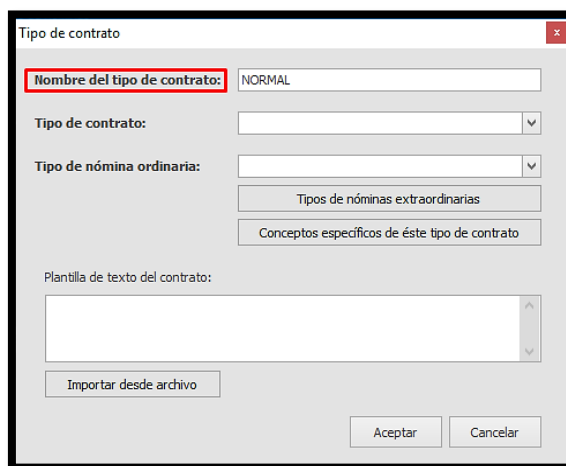 Tipo de contrato
x
Nombre del tipo de contrato: NORMAL
Tipo de contrato:
Tipo de nómina ordinaria:
Tipos de nóminas extraordinarias
Conceptos específicos de éste tipo de contrato
Plantilla de texto del contrato:
Importar desde archivo
Aceptar Cancelar